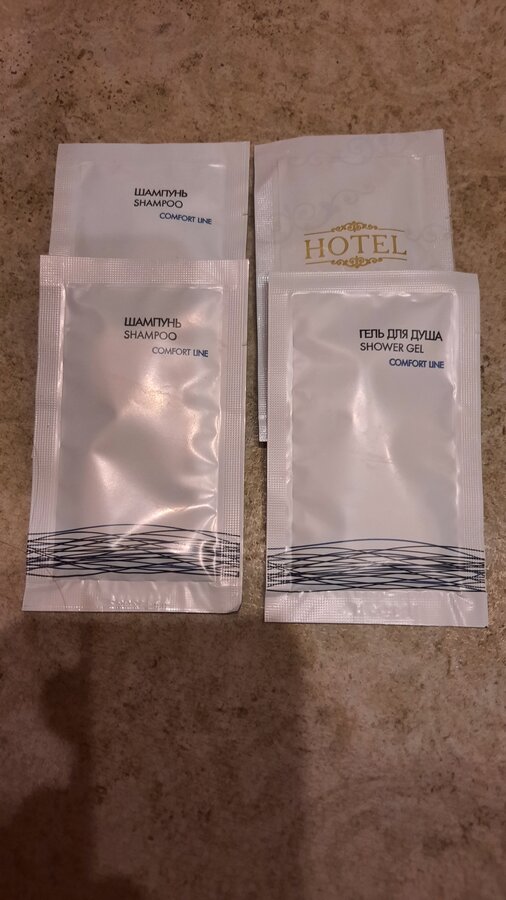 ШАМПУНЬ
SHAMPOO
COMFORT LINE
HOTEL
ШАМПУНЬ
SHAMPOO
COMFORT LINE
ГЕЛЬ ДЛЯ ДУША
SHOWER GEL
COMFORT LINE